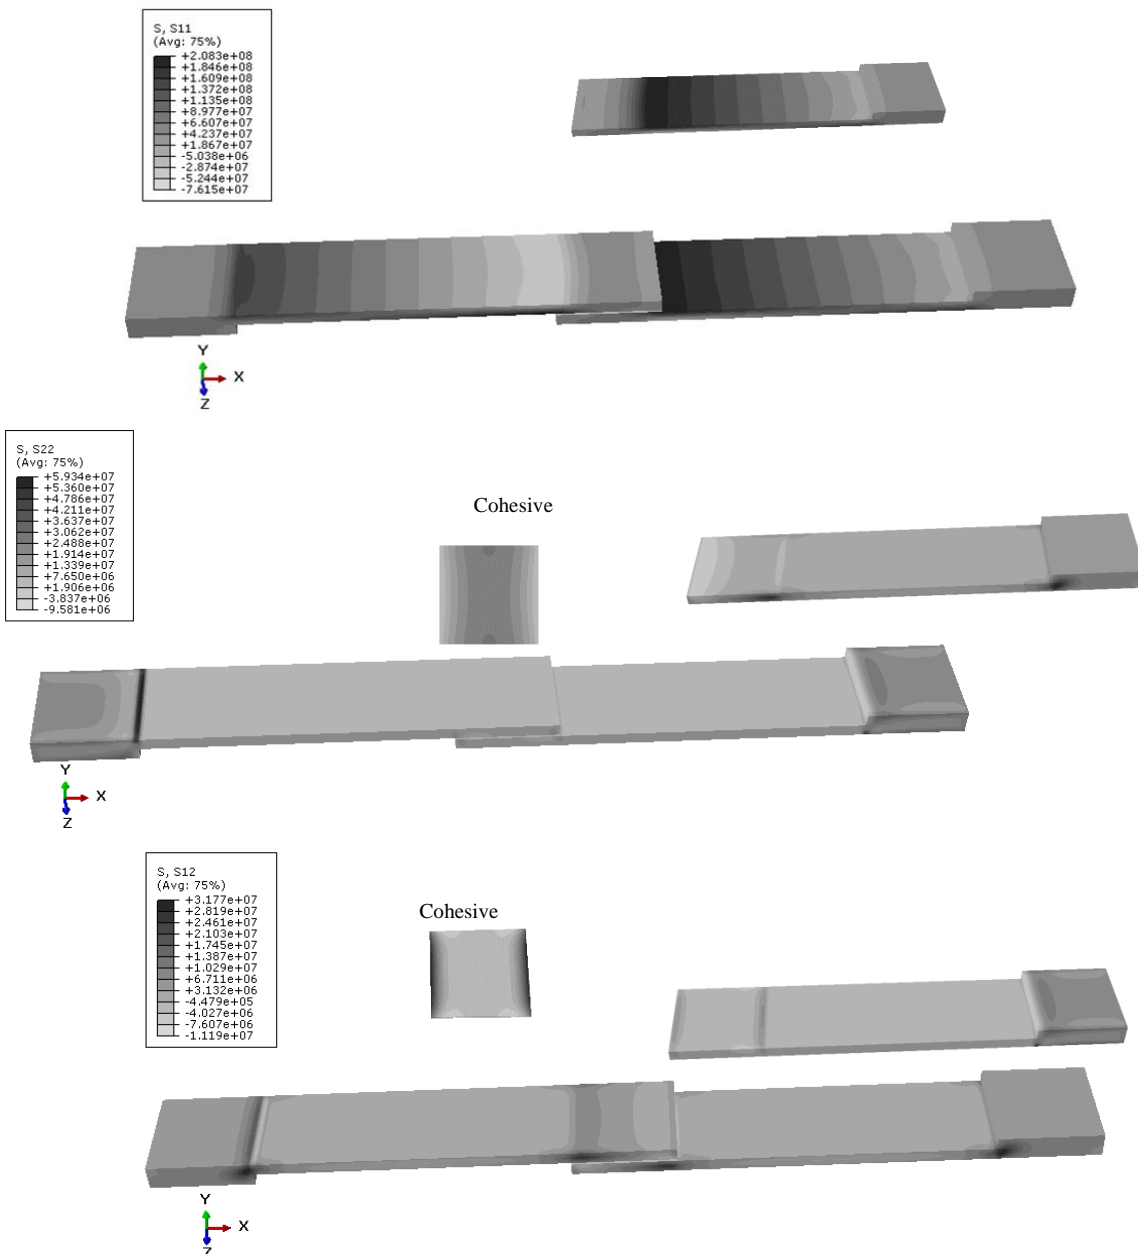 S, S11
(Avg: 75%)
+2.083e+08
+1.846e+08
+1.609e+08
+1.372e+08
+1.135e+08
+8.977e+07
+6.607e+07
+4.237e+07
+1.867e+07
-5.038e+06
-2.874e+07
-5.244e+07
-7.615e+07
Y
X
Z
S, S22
(Avg: 75%)
+5.934e+07
+5.360e+07
+4.786e+07
+4.211e+07
+3.637e+07
+3.062e+07
+2.488e+07
+1.914e+07
+1.339e+07
+7.650e+06
+1.906e+06
-3.837e+06
-9.581e+06
Cohesive
Y
X
Z
S, S12
(Avg: 75%)
+3.177e+07
+2.819e+07
+2.461e+07
+2.103e+07
+1.745e+07
+1.387e+07
+1.029e+07
+6.711e+06
+3.132e+06
-4.479e+05
-4.027e+06
-7.607e+06
-1.119e+07
Cohesive
Y
X
Z